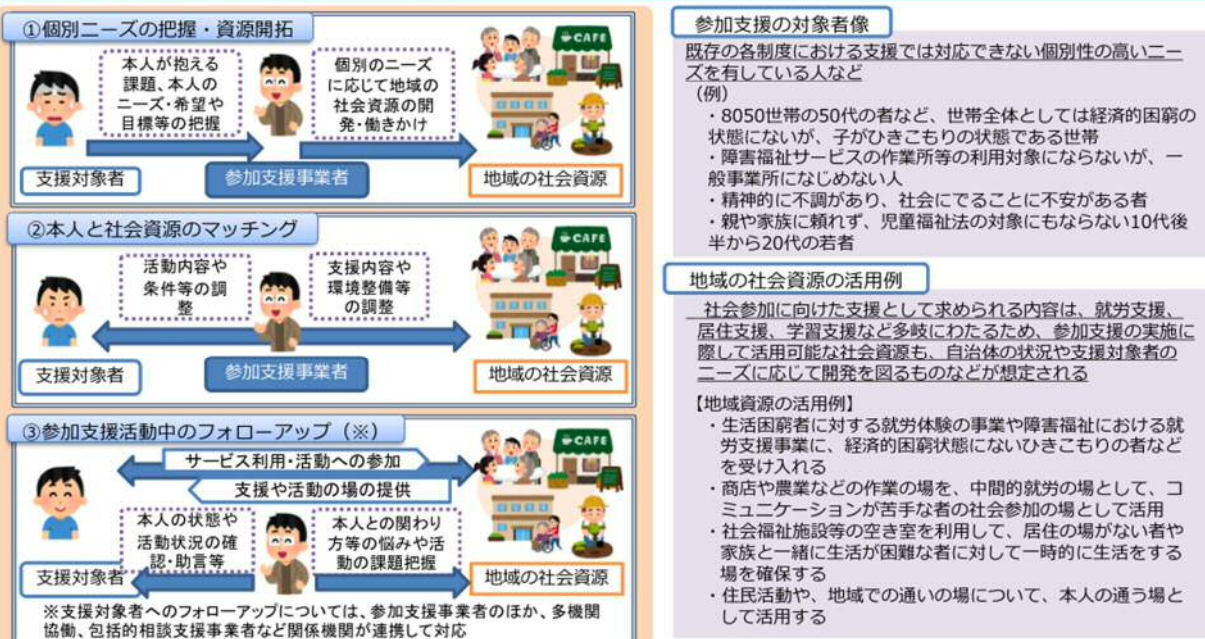 ①個別ニーズの把握・資源開拓
本人が抱える
課題、本人の
ニーズ・希望や
目標等の把握
個別のニーズ
に応じて地域の
社会資源の開
発・働きかけ
CAFE
支援対象者
参加支援事業者
地域の社会資源
②本人と社会資源のマッチング
活動内容や
条件等の調
整
支援内容や
環境整備等
の調整
CAFE
支援対象者
参加支援事業者
地域の社会資源
③参加支援活動中のフォローアップ（※）
サービス利用・活動への参加
支援や活動の場の提供
CAFE
本人の状態や
活動状況の確
認・助言等
本人との関わり
方等の悩みや活
動の課題把握
支援対象者
地域の社会資源
※支援対象者へのフォローアップについては、参加支援事業者のほか、多機関
協働、包括的相談支援事業者など関係機関が連携して対応
参加支援の対象者像
既存の各制度における支援では対応できない個別性の高いニー
ズを有している人など
（例）
・8050世帯の50代の者など、世帯全体としては経済的困窮の
状態にないが、子がひきこもりの状態である世帯
・障害福祉サービスの作業所等の利用対象にならないが、一
般事業所になじめない人
・精神的に不調があり、社会にでることに不安がある者
・親や家族に頼れず、児童福祉法の対象にもならない10代後
半から20代の若者
地域の社会資源の活用例
社会参加に向けた支援として求められる内容は、就労支援、
居住支援、学習支援など多岐にわたるため、参加支援の実施に
際して活用可能な社会資源も、自治体の状況や支援対象者の
ニーズに応じて開発を図るものなどが想定される
【地域資源の活用例】
・生活困窮者に対する就労体験の事業や障害福祉における就
労支援事業に、経済的困窮状態にないひきこもりの者など
を受け入れる
・商店や農業などの作業の場を、中間的就労の場として、コ
ミュニケーションが苦手な者の社会参加の場として活用
・社会福祉施設等の空き室を利用して、居住の場がない者や
家族と一緒に生活が困難な者に対して一時的に生活をする
場を確保する
・住民活動や、地域での通いの場について、本人の通う場と
して活用する